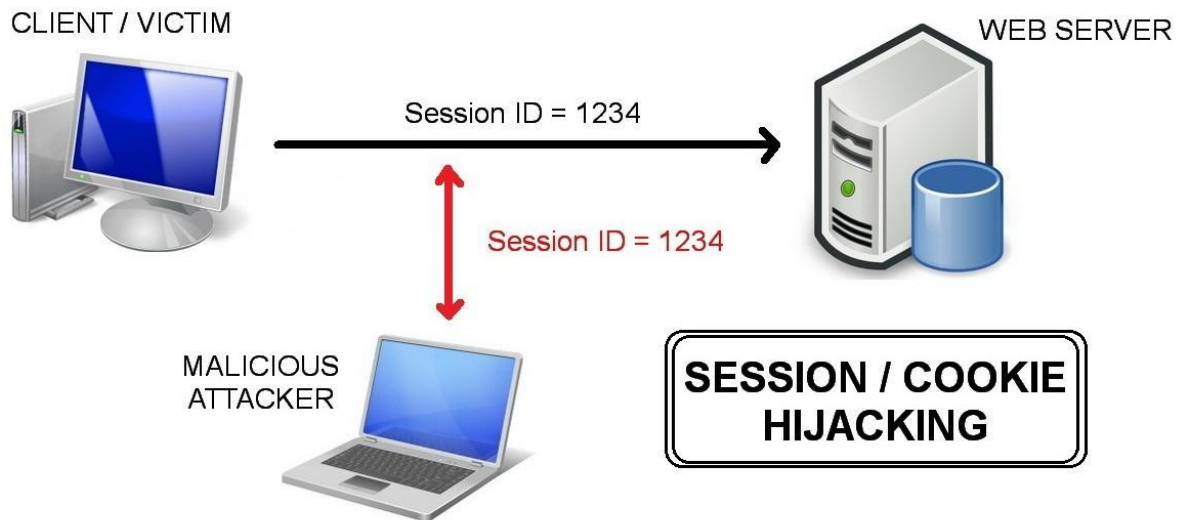 CLIENT / VICTIM
WEB SERVER
Session ID = 1234
Session ID = 1234
MALICIOUS
ATTACKER
SESSION / COOKIE
HIJACKING